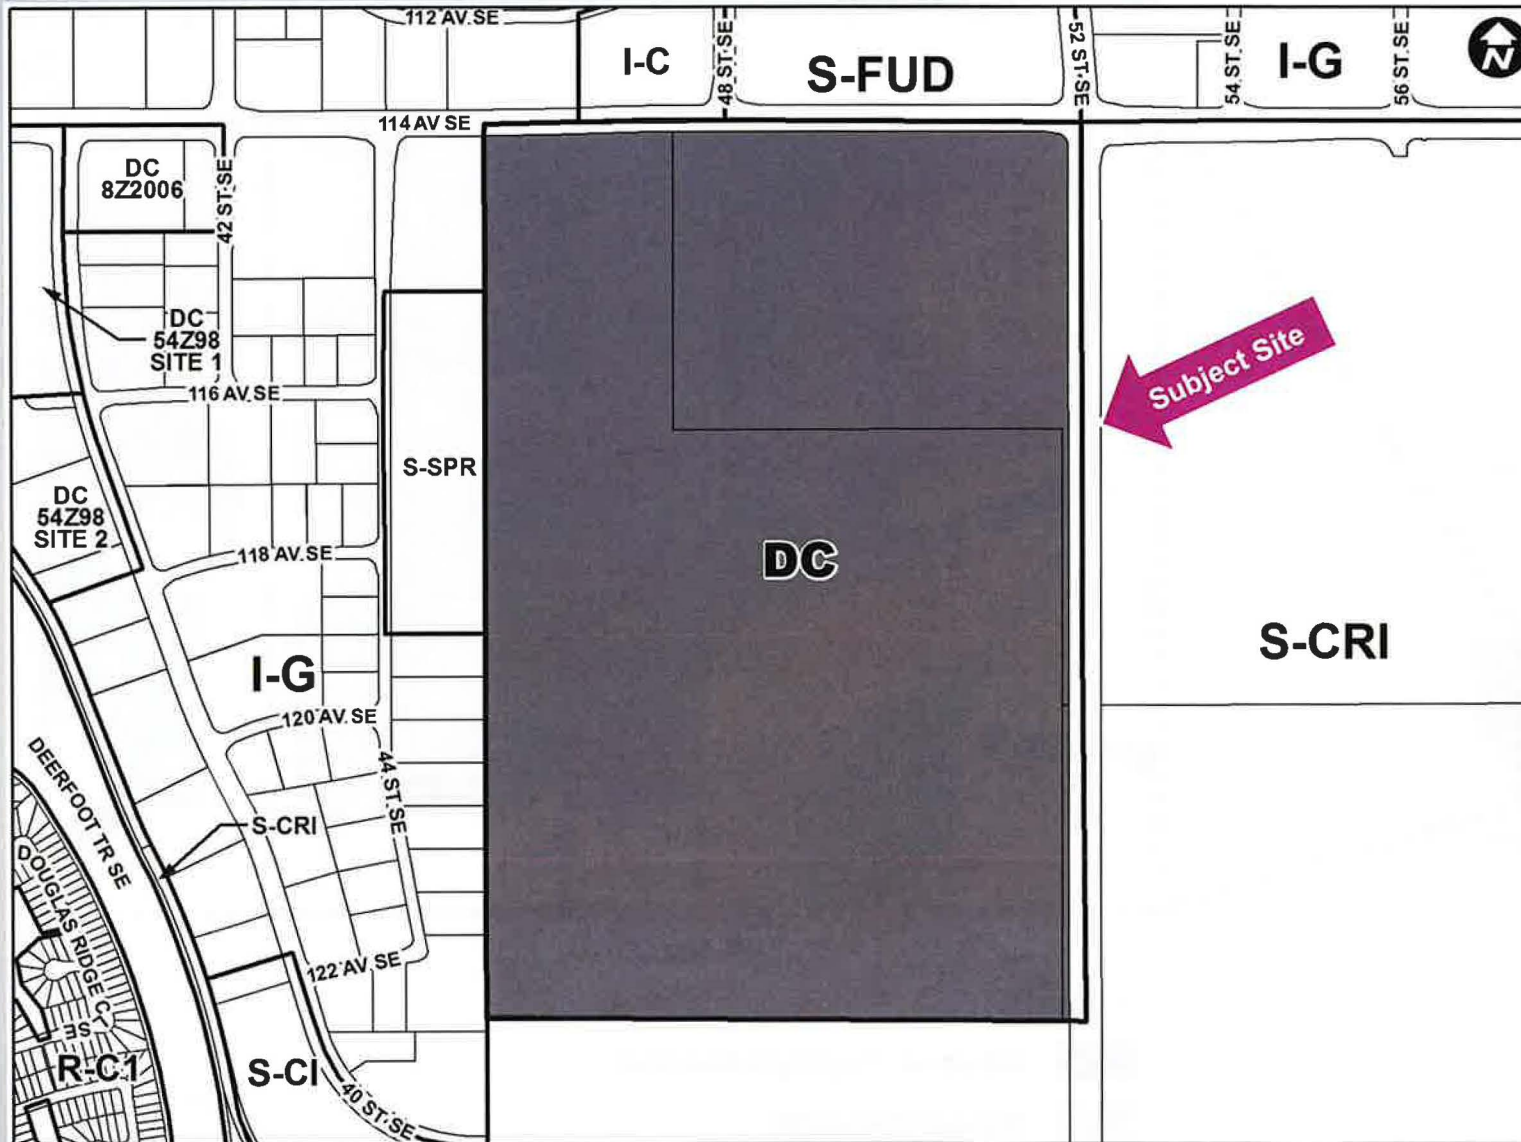 112 AV SE
I-C
48 ST SE
S-FUD
52 ST SE
54 ST SE
I-G
56 ST SE
N
114 AV SE
DC
8Z2006
42 ST SE
DC
54Z98
SITE 1
Subject Site
116 AV SE
S-SPR
DC
54Z98
SITE 2
118 AV SE
DC
S-CRI
I-G
120 AV SE
44 ST SE
DEERFOOT TR SE
S-CRI
DOUGLAS RIDGE C
SE
122 AV SE
R-C1
S-CI
40 ST SE